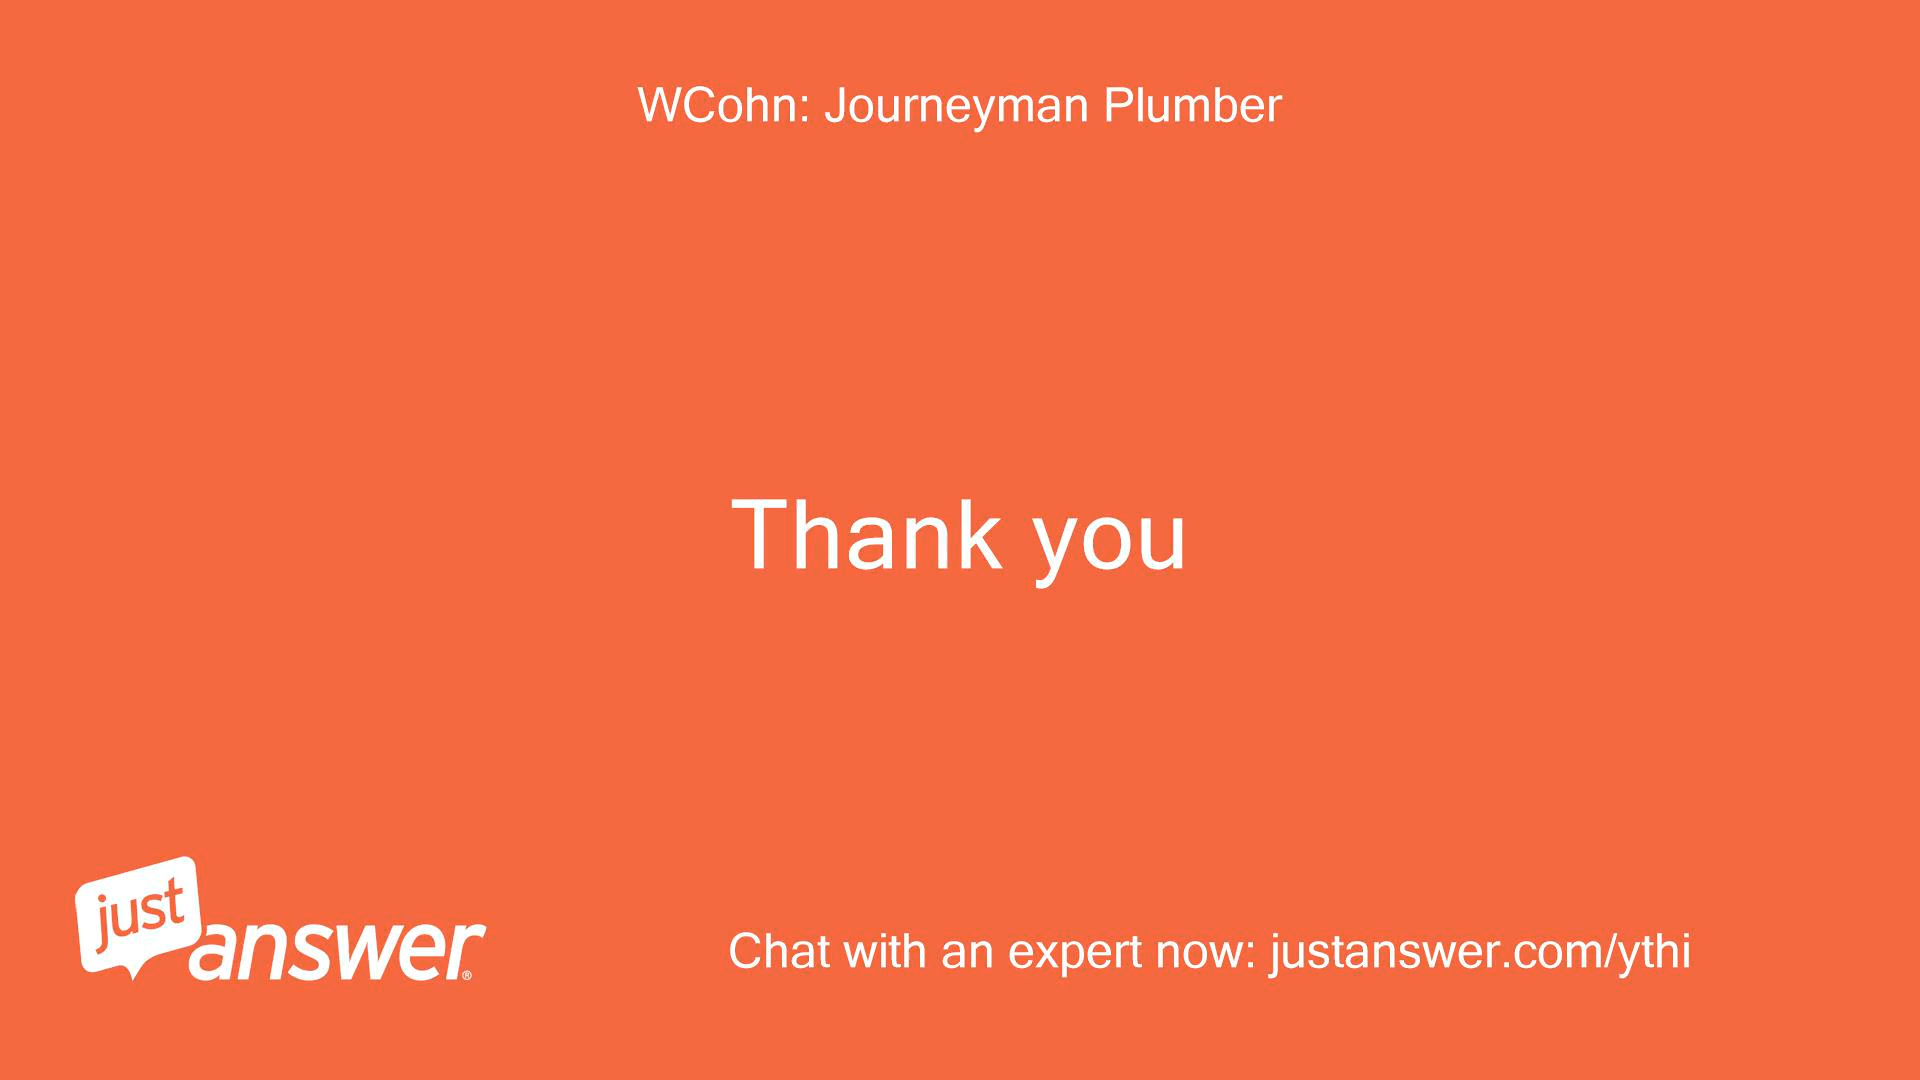 WCohn: Journeyman Plumber
Thank you
just
answer®
Chat with an expert now: justanswer.com/ythi